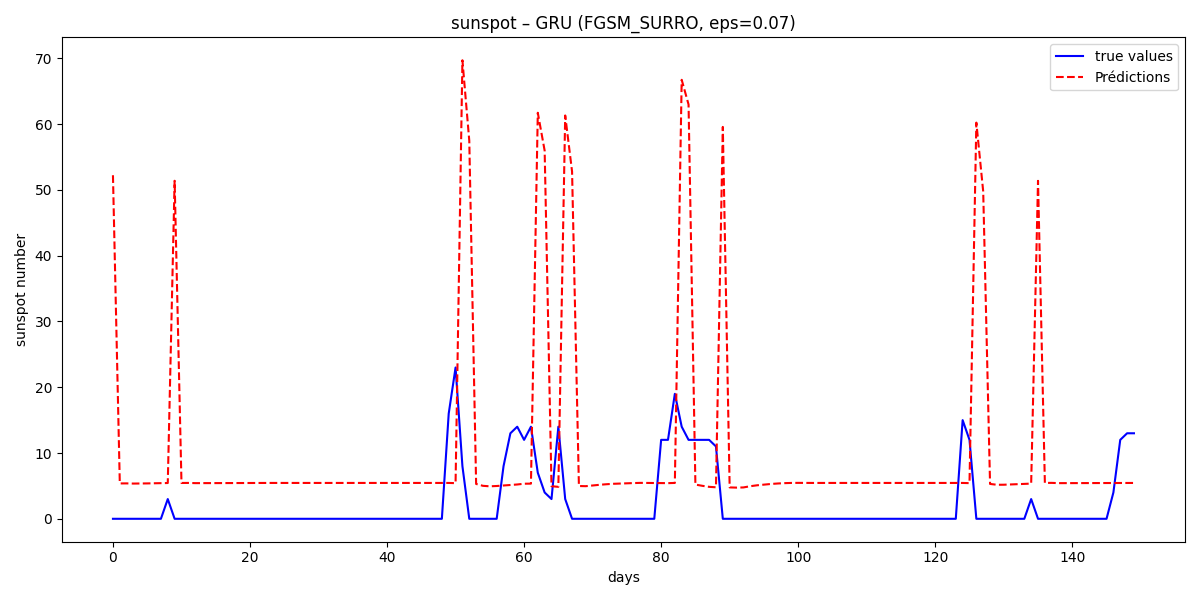 sunspot – GRU (FGSM_SURRO, eps=0.07)
true values
Prédictions
sunspot number
70
60
50
40
30
20
10
0
0 20 40 60 80 100 120 140
days